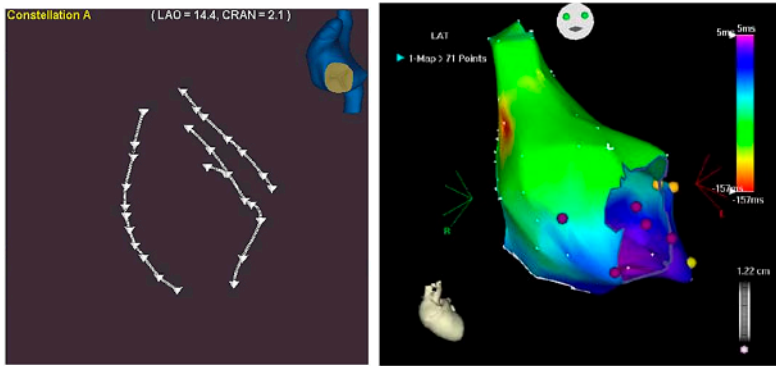 Constellation A
( LAO = 14.4, CRAN = 2.1 )
LAT
1-Map > 71 Points
5ms
5ms
-157ms
-157ms
R
L
1.22 cm